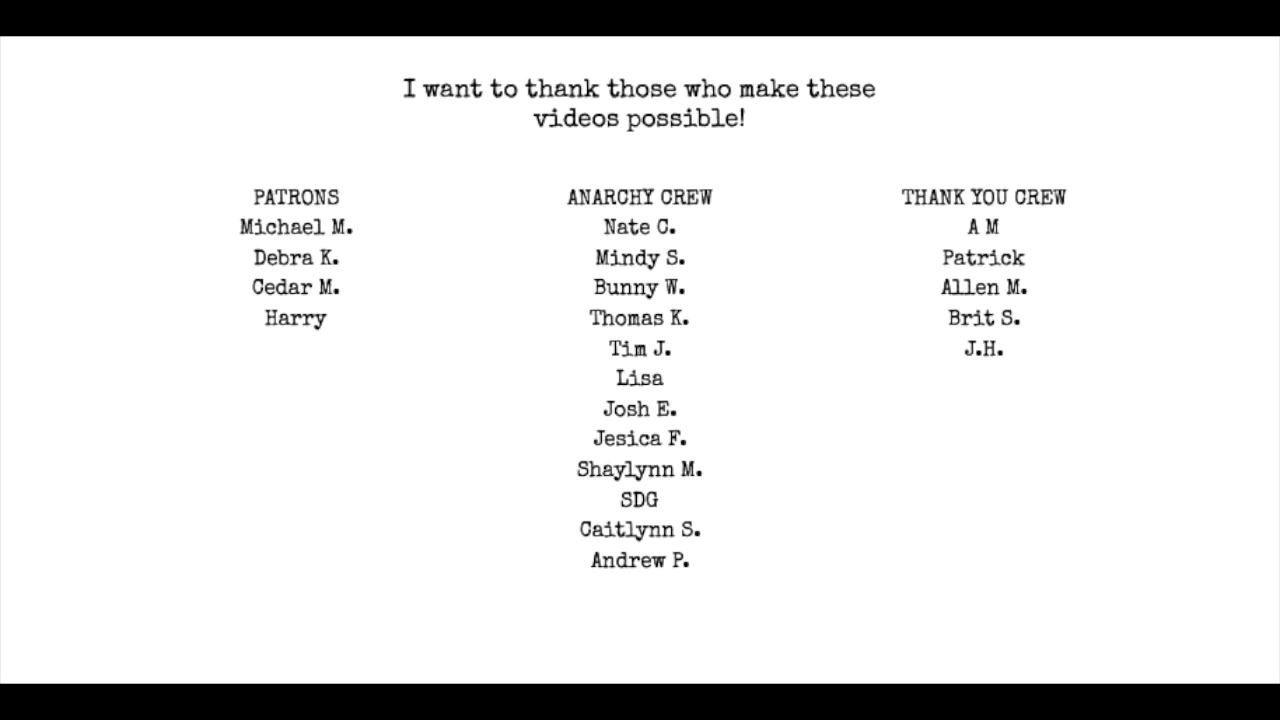 I want to thank those who make these
videos possible!
PATRONS
Michael M.
Debra K.
Cedar M.
Harry
ANARCHY CREW
Nate C.
Mindy S.
Bunny W.
Thomas K.
Tim J.
Lisa
Josh E.
Jesica F.
Shaylynn M.
SDG
Caitlynn S.
Andrew P.
THANK YOU CREW
A M
Patrick
Allen M.
Brit S.
J.H.